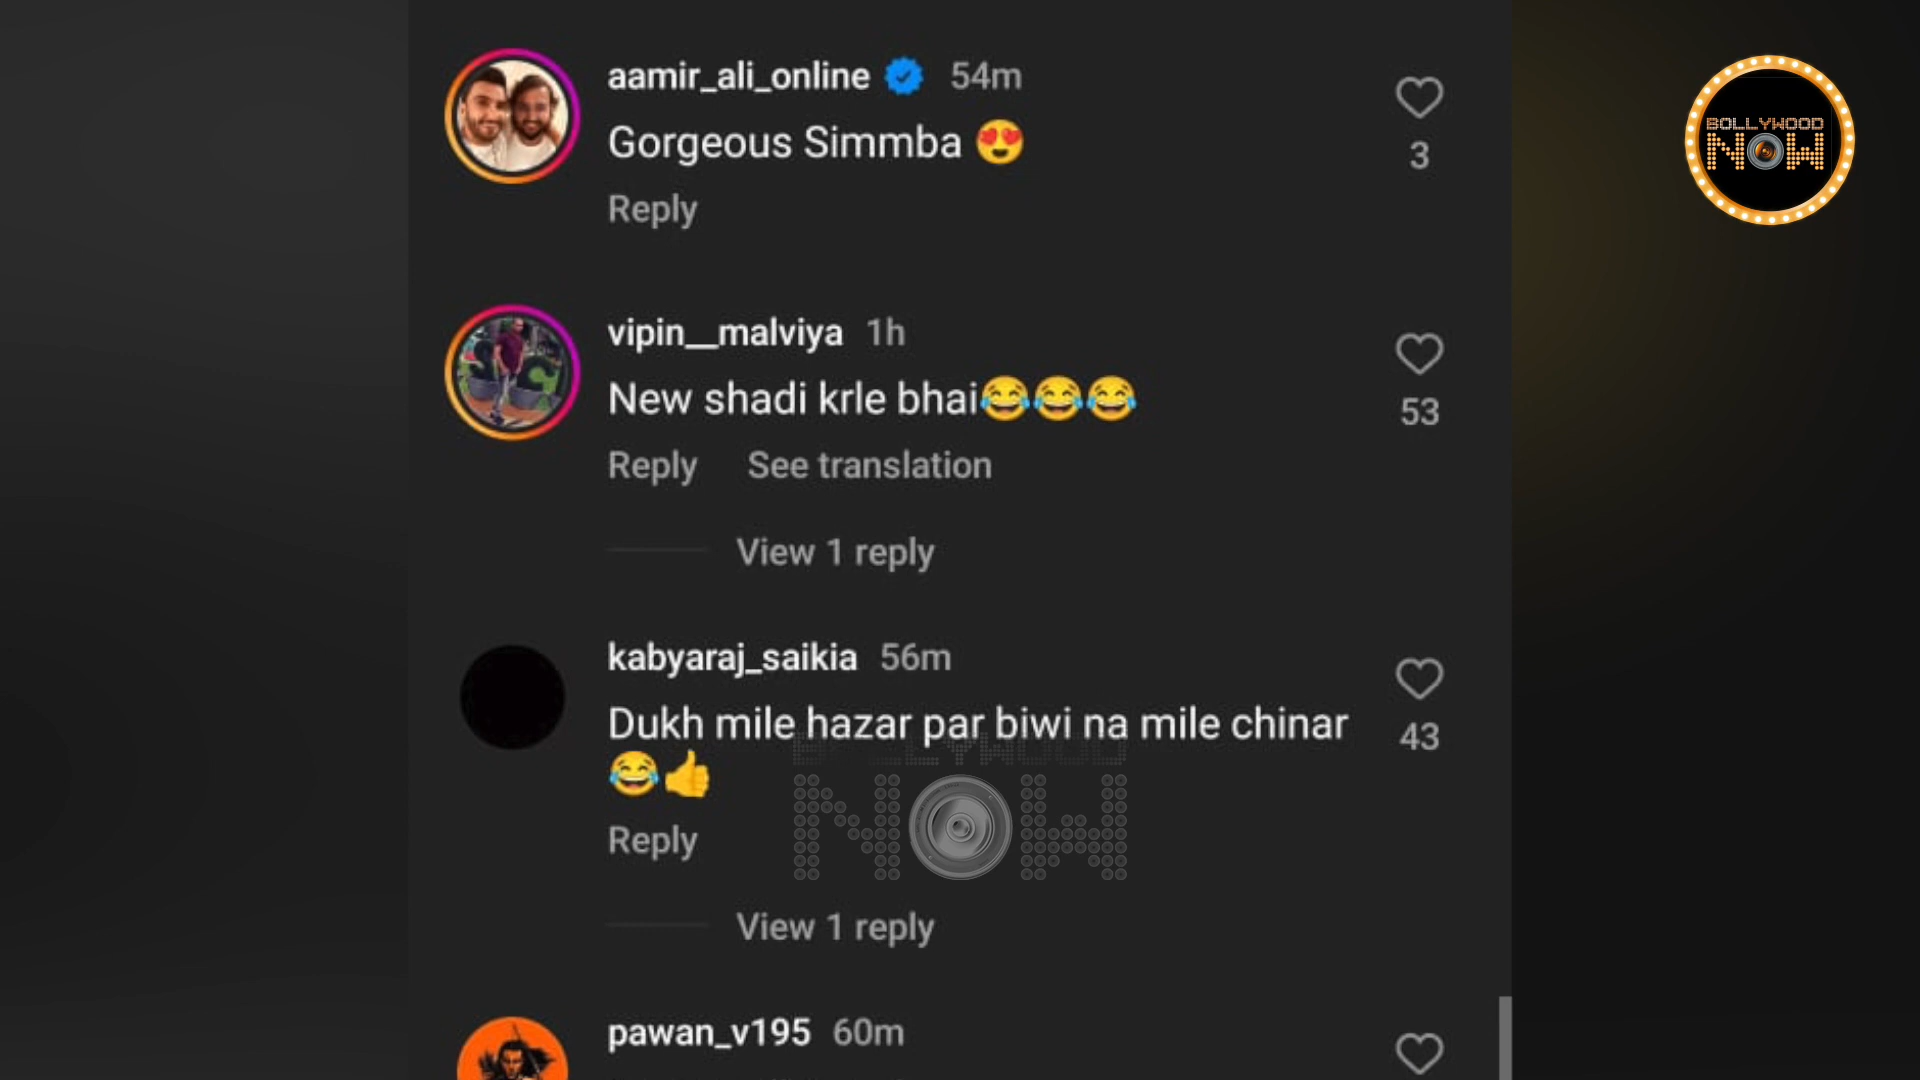 aamir_ali_online 54m
Gorgeous Simmba 😍
3
Reply
BOLLYWOOD
NOW
vipin__malviya 1h
New shadi krle bhai😂😂😂
53
Reply See translation
View 1 reply
kabyaraj_saikia 56m
Dukh mile hazar par biwi na mile chinar
😂👍
43
Reply
BOLLYWOOD
NOW
View 1 reply
pawan_v195 60m